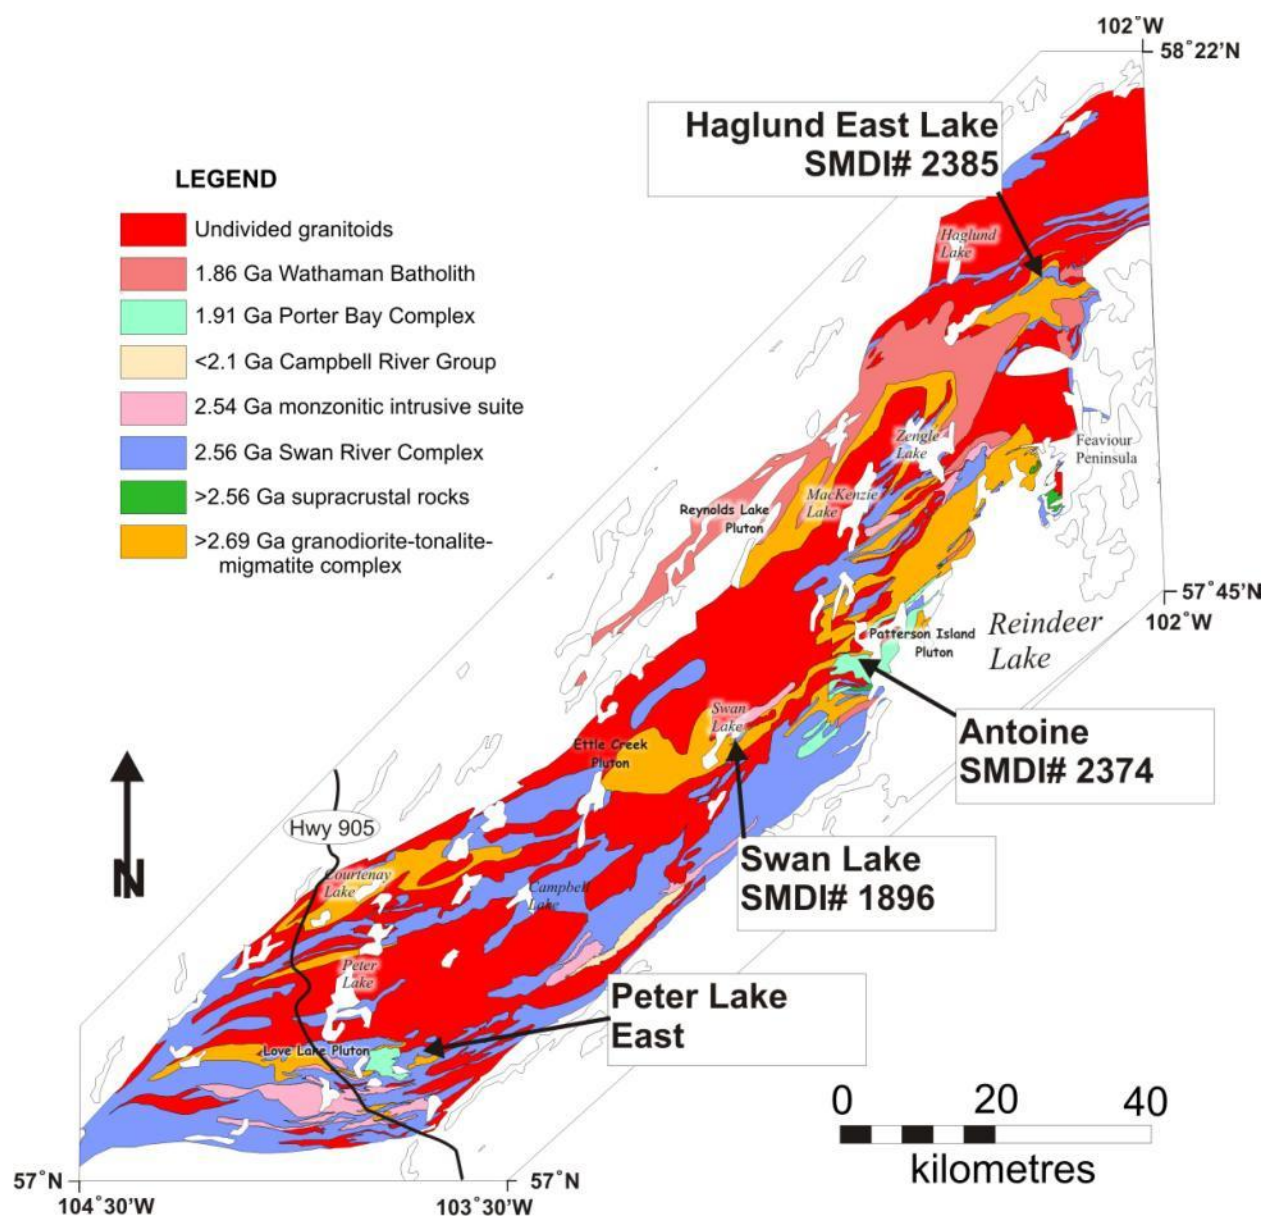 102°W
58°22'N
Haglund East Lake
SMDI# 2385
LEGEND
Undivided granitoids
1.86 Ga Wathaman Batholith
1.91 Ga Porter Bay Complex
<2.1 Ga Campbell River Group
2.54 Ga monzonitic intrusive suite
2.56 Ga Swan River Complex
>2.56 Ga supracrustal rocks
>2.69 Ga granodiorite-tonalite-
migmatite complex
Haglund
Lake
Zengle
Lake
Feaviour
Peninsula
MacKenzie
Lake
Reynolds Lake
Pluton
57°45'N
102°W
Reindeer
Lake
Patterson Island
Pluton
Antoine
SMDI# 2374
Swan
Lake
Ettle Creek
Pluton
Swan Lake
SMDI# 1896
Hwy 905
N
Courtenay
Lake
Campbell
Lake
Peter
Lake
Peter Lake
East
Love Lake Pluton
0 20 40
kilometres
57°N
57°N
104°30'W
103°30'W